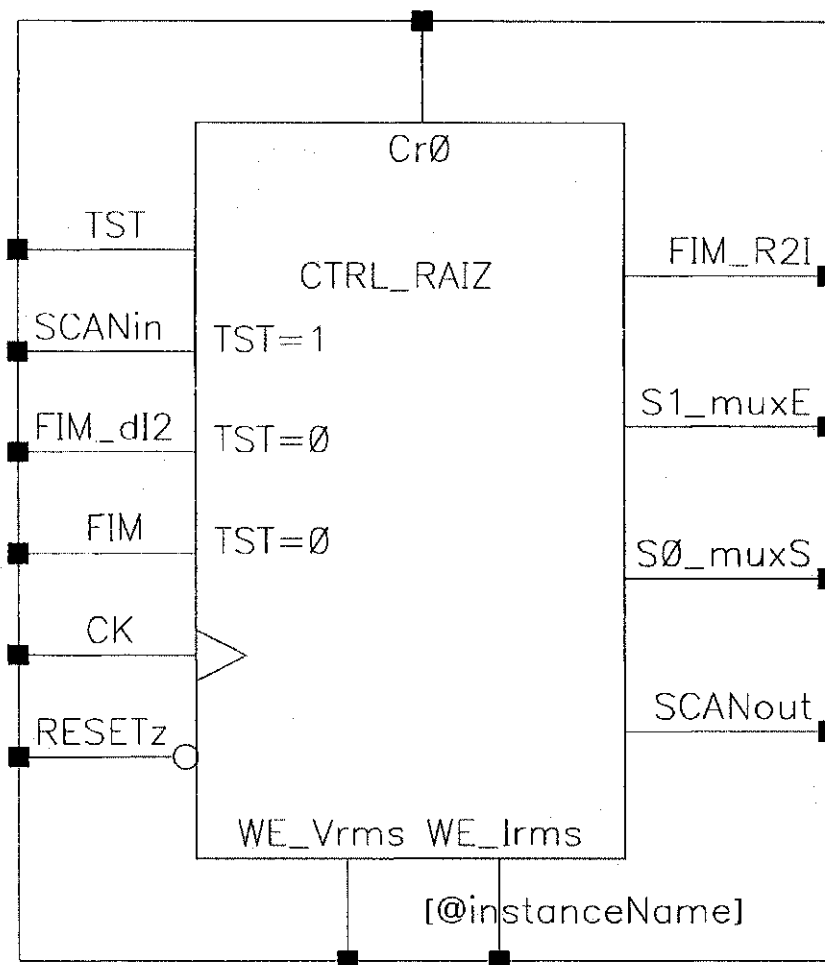 CrØ
TST
CTRL_RAIZ
FIM_R2I
SCANin
TST=1
S1_muxE
FIM_dI2
TST=Ø
FIM
TST=Ø
SØ_muxS
CK
SCANout
RESETz
WE_Vrms WE_Irms
[@instanceName]